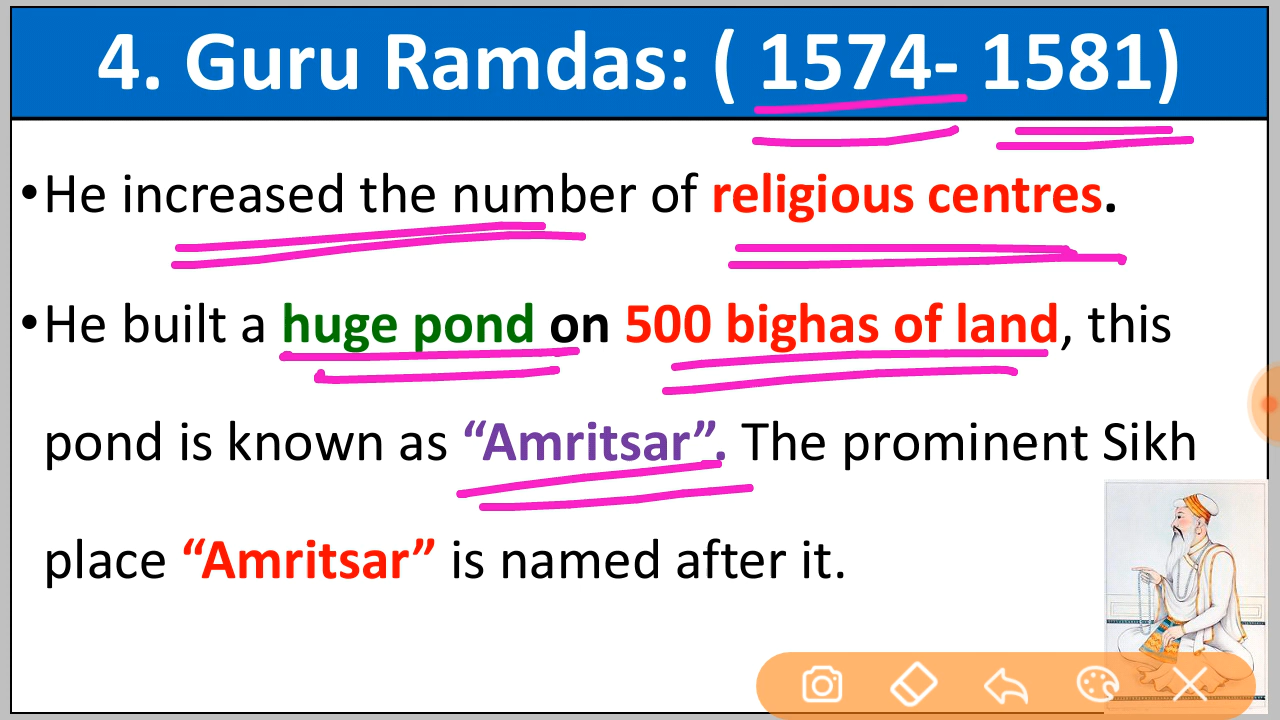 4. Guru Ramdas: ( 1574- 1581)
•He increased the number of religious centres.
•He built a huge pond on 500 bighas of land, this
pond is known as “Amritsar”. The prominent Sikh
place “Amritsar” is named after it.